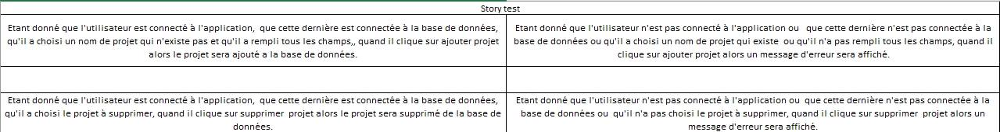 Story test
Etant donné que l'utilisateur est connecté à l'application, que cette dernière est connectée à la base de données,
qu'il a choisi un nom de projet qui n'existe pas et qu'il a rempli tous les champs,, quand il clique sur ajouter projet
alors le projet sera ajouté a la base de données.
Etant donné que l'utilisateur n'est pas connecté à l'application ou que cette dernière n'est pas connectée à la
base de données ou qu'il a choisi un nom de projet qui existe ou qu'il n'a pas rempli tous les champs, quand il
clique sur ajouter projet alors un message d'erreur sera affiché.
Etant donné que l'utilisateur est connecté à l'application, que cette dernière est connectée à la base de données,
qu'il a choisi le projet à supprimer, quand il clique sur supprimer projet alors le projet sera supprimé de la base de
données.
Etant donné que l'utilisateur n'est pas connecté à l'application ou que cette dernière n'est pas connectée à la
base de données ou qu'il n'a pas choisi le projet à supprimer, quand il clique sur supprimer projet alors un
message d'erreur sera affiché.